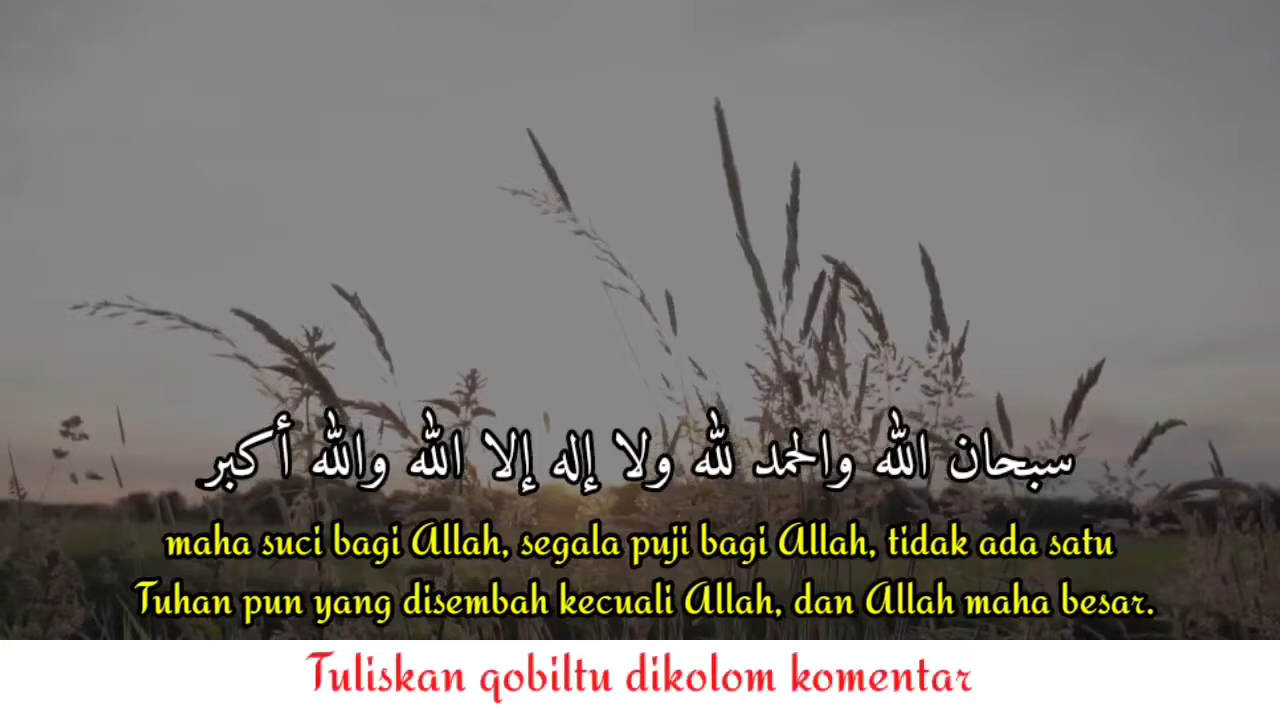 سبحان الله والحمد لله ولا إله إلا الله والله أكبر
maha suci bagi Allah, segala puji bagi Allah, tidak ada satu
Tuhan pun yang disembah kecuali Allah, dan Allah maha besar.
Tuliskan qobiltu dikolom komentar